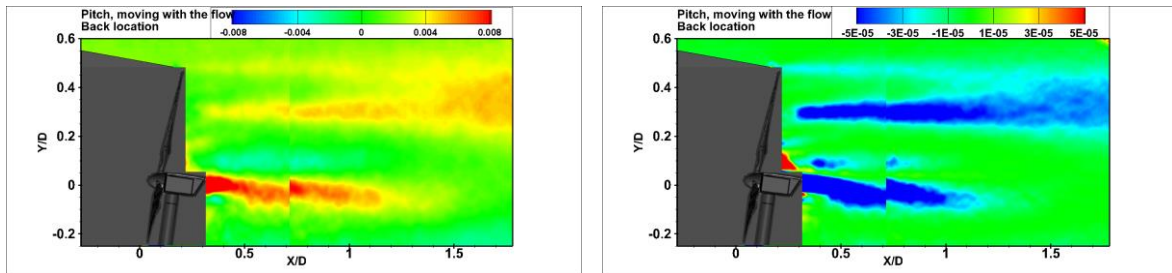 Pitch, moving with the flow
Back location
-0.008 -0.004 0 0.004 0.008
0.6
0.4
0.2
0
-0.2
Y/D
0 0.5 1 1.5
X/D
Pitch, moving with the flow
Back location
-5E-05 -3E-05 -1E-05 1E-05 3E-05 5E-05
0.6
0.4
0.2
0
-0.2
Y/D
0 0.5 1 1.5
X/D